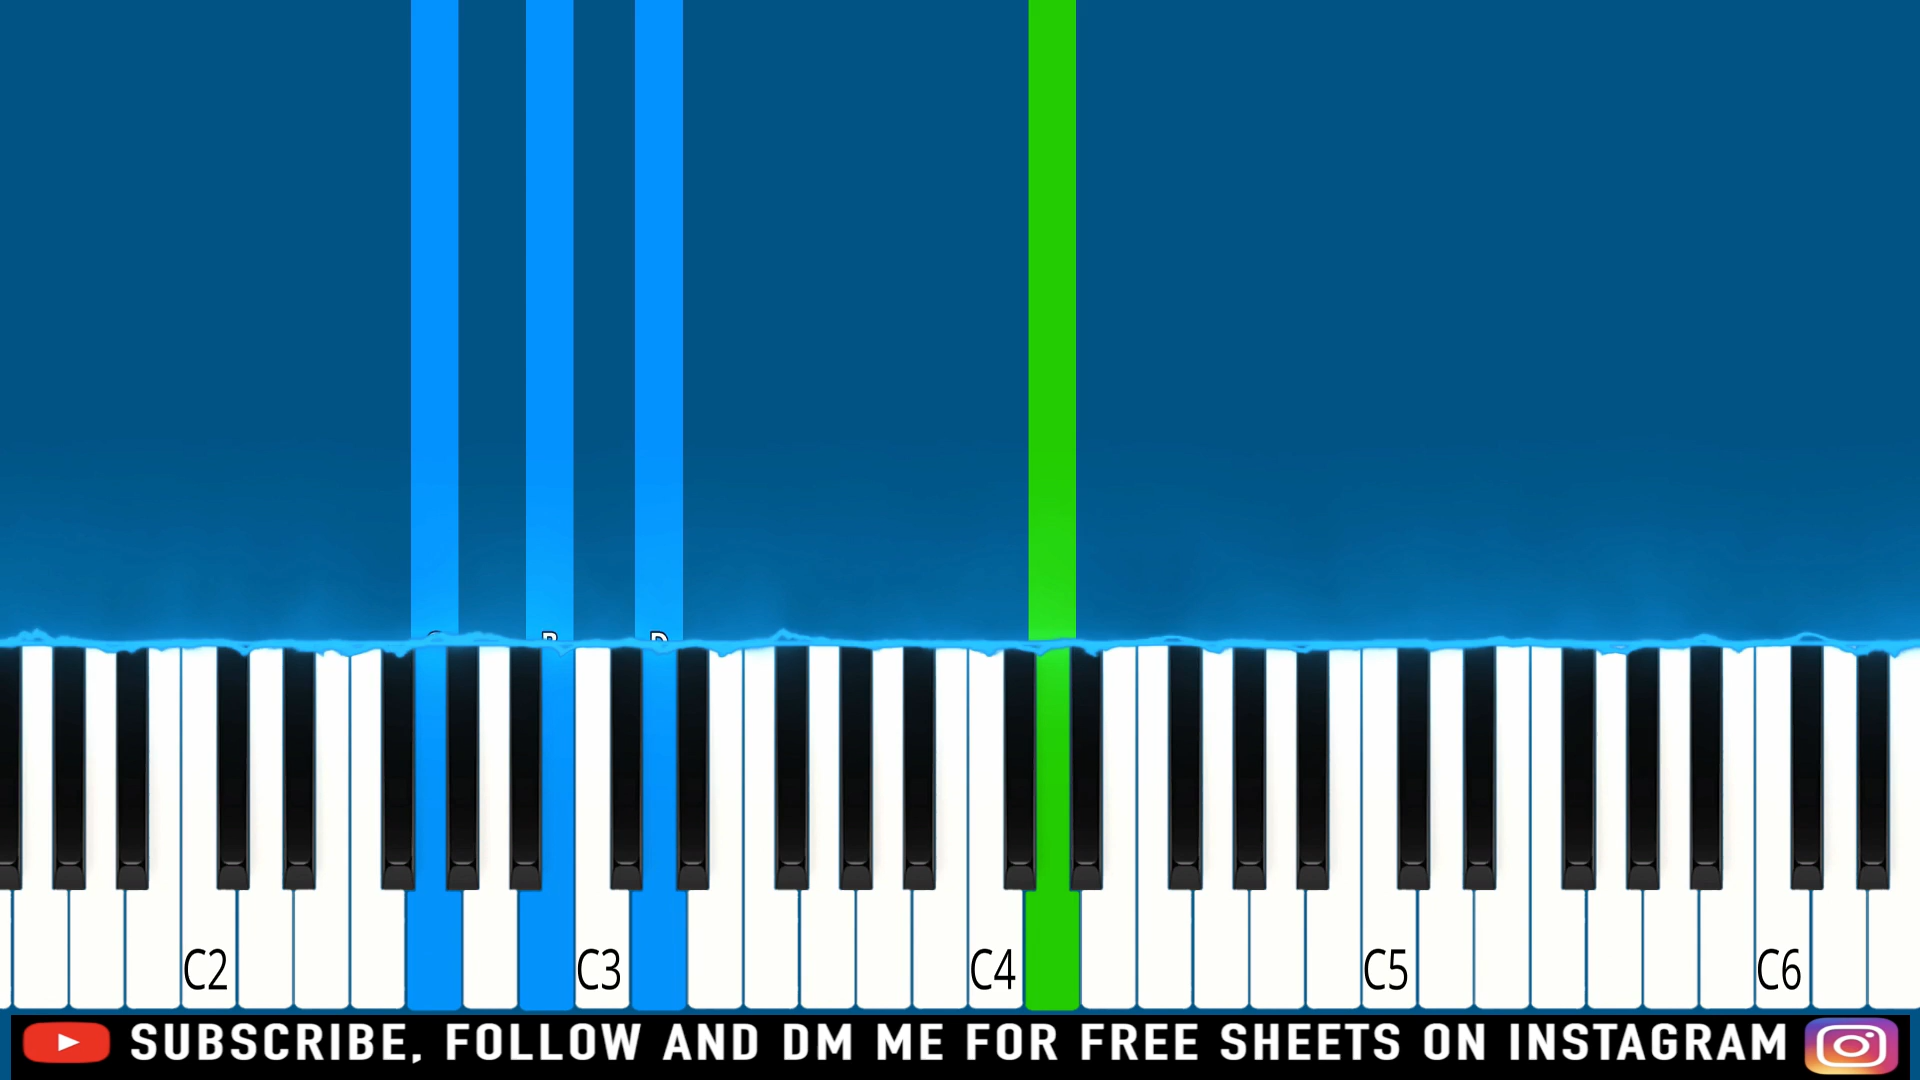 B D
C2 C3 C4 C5 C6
SUBSCRIBE, FOLLOW AND DM ME FOR FREE SHEETS ON INSTAGRAM